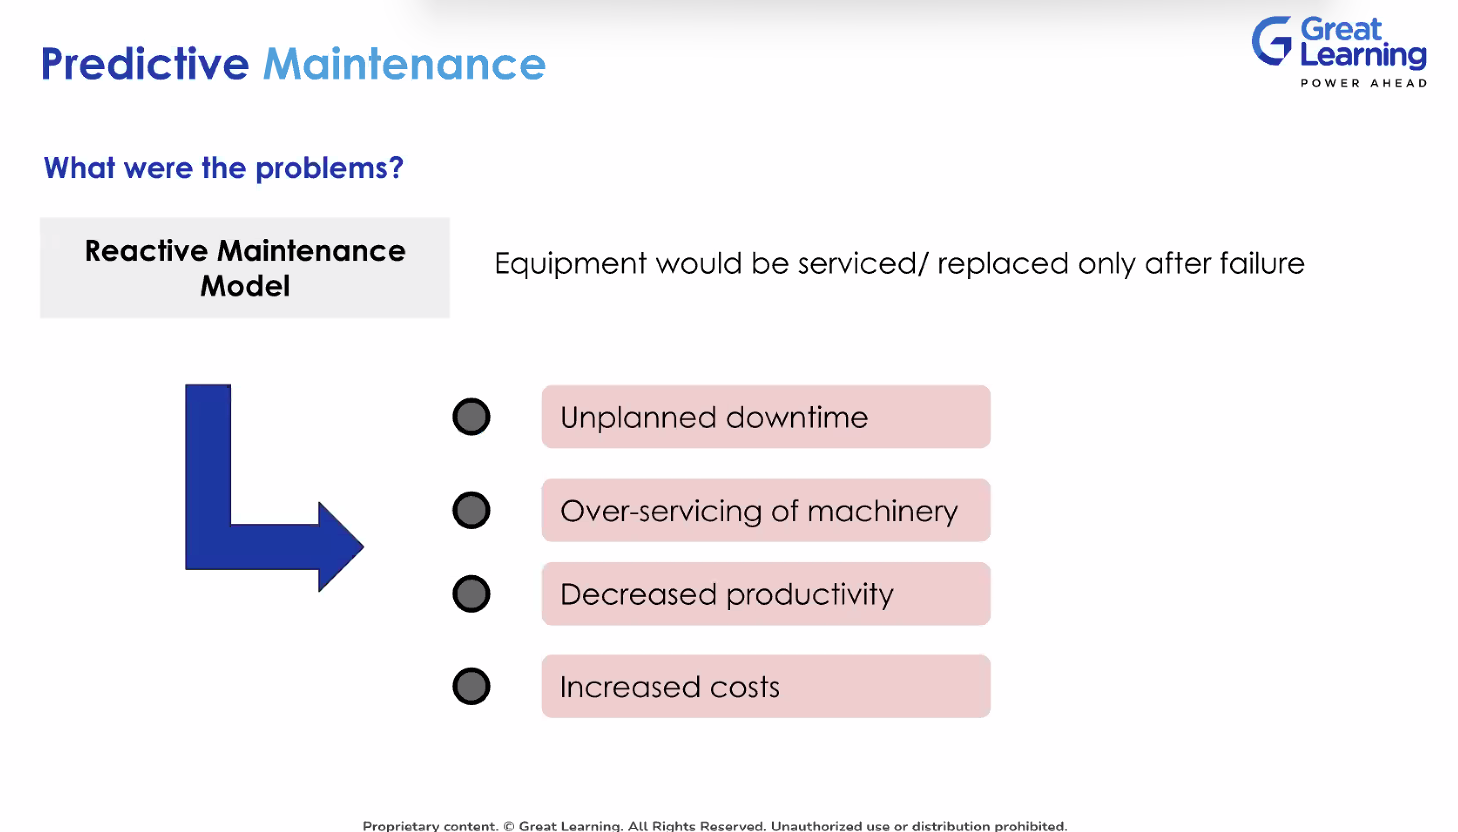 Predictive Maintenance
Great
Learning
POWER AHEAD
What were the problems?
Reactive Maintenance
Model
Equipment would be serviced/ replaced only after failure
Unplanned downtime
Over-servicing of machinery
Decreased productivity
Increased costs
Proprietary content. © Great Learning. All Rights Reserved. Unauthorized use or distribution prohibited.